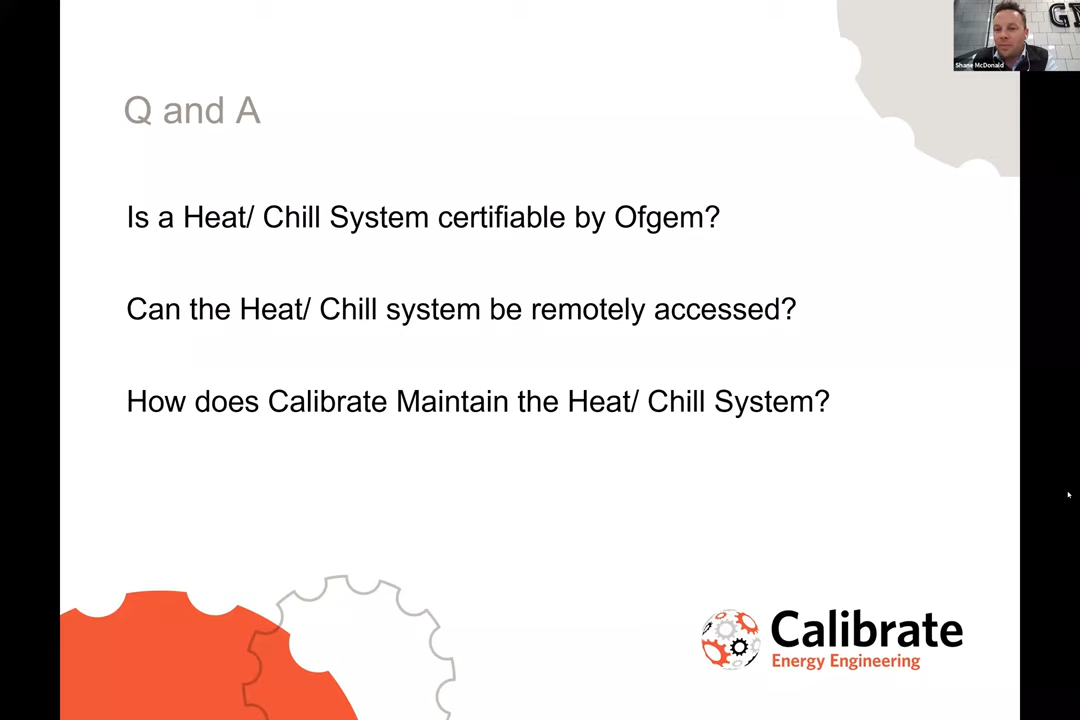 Q and A
Is a Heat/ Chill System certifiable by Ofgem?
Can the Heat/ Chill system be remotely accessed?
How does Calibrate Maintain the Heat/ Chill System?
Calibrate
Energy Engineering
Shane McDonald